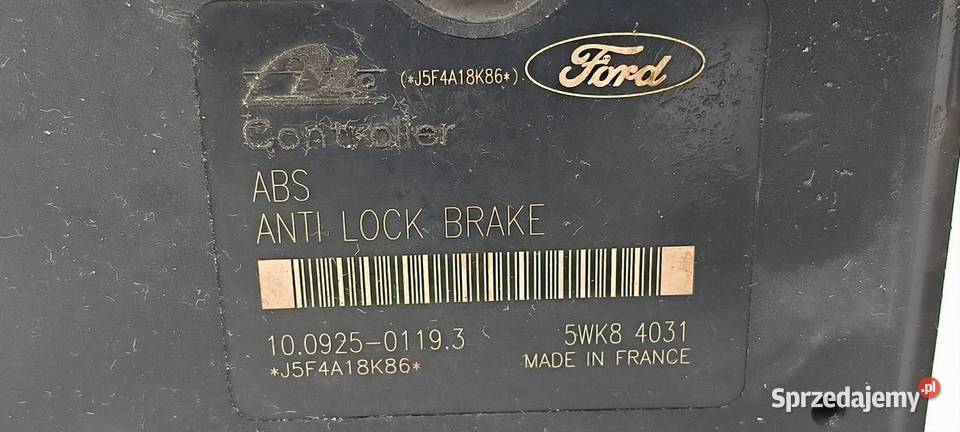 Ate
(*J5F4A18K86*)
Ford
Controller
ABS
ANTI LOCK BRAKE
10.0925-0119.3
5WK8 4031
*J5F4A18K86*
MADE IN FRANCE
Sprzedajemy.pl